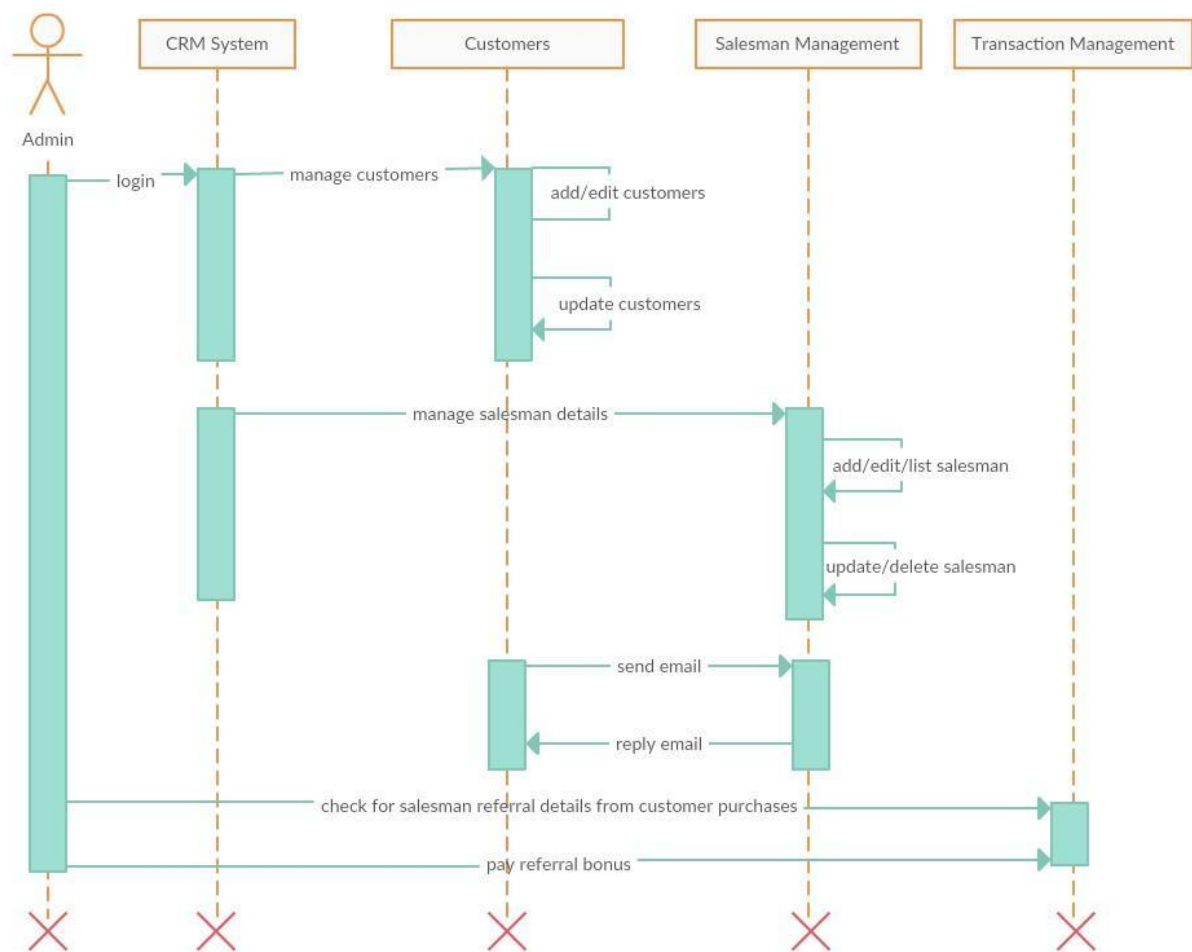 CRM System
Customers
Salesman Management
Transaction Management
Admin
login
manage customers
add/edit customers
update customers
manage salesman details
add/edit/list salesman
update/delete salesman
send email
reply email
check for salesman referral details from customer purchases
pay referral bonus